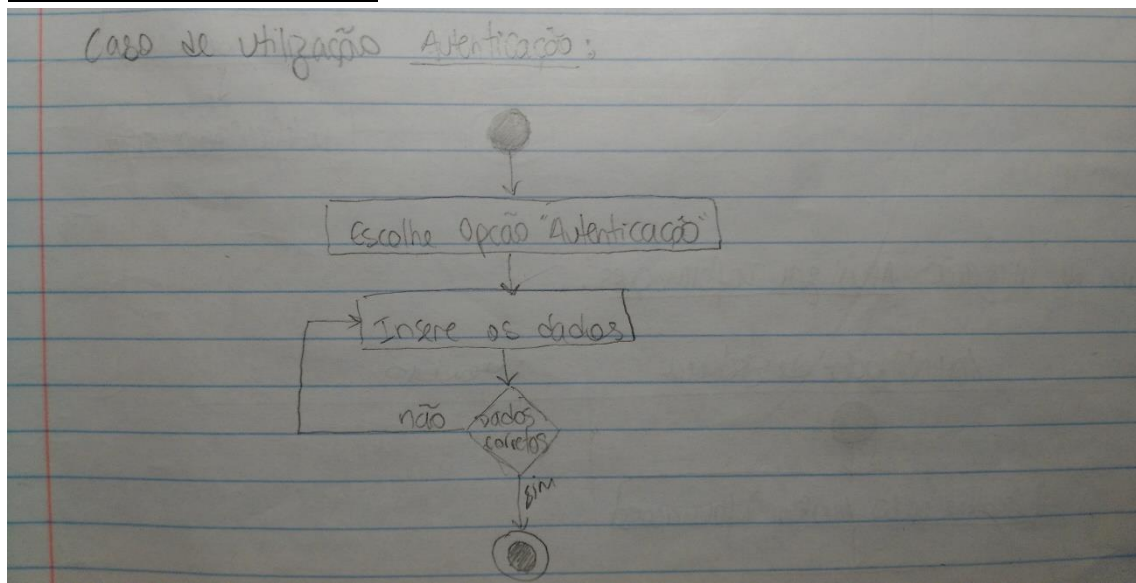 Caso de utilização Autenticação:
Escolhe Opção "Autenticação"
Insere os dados
não
dados
corretos
sim